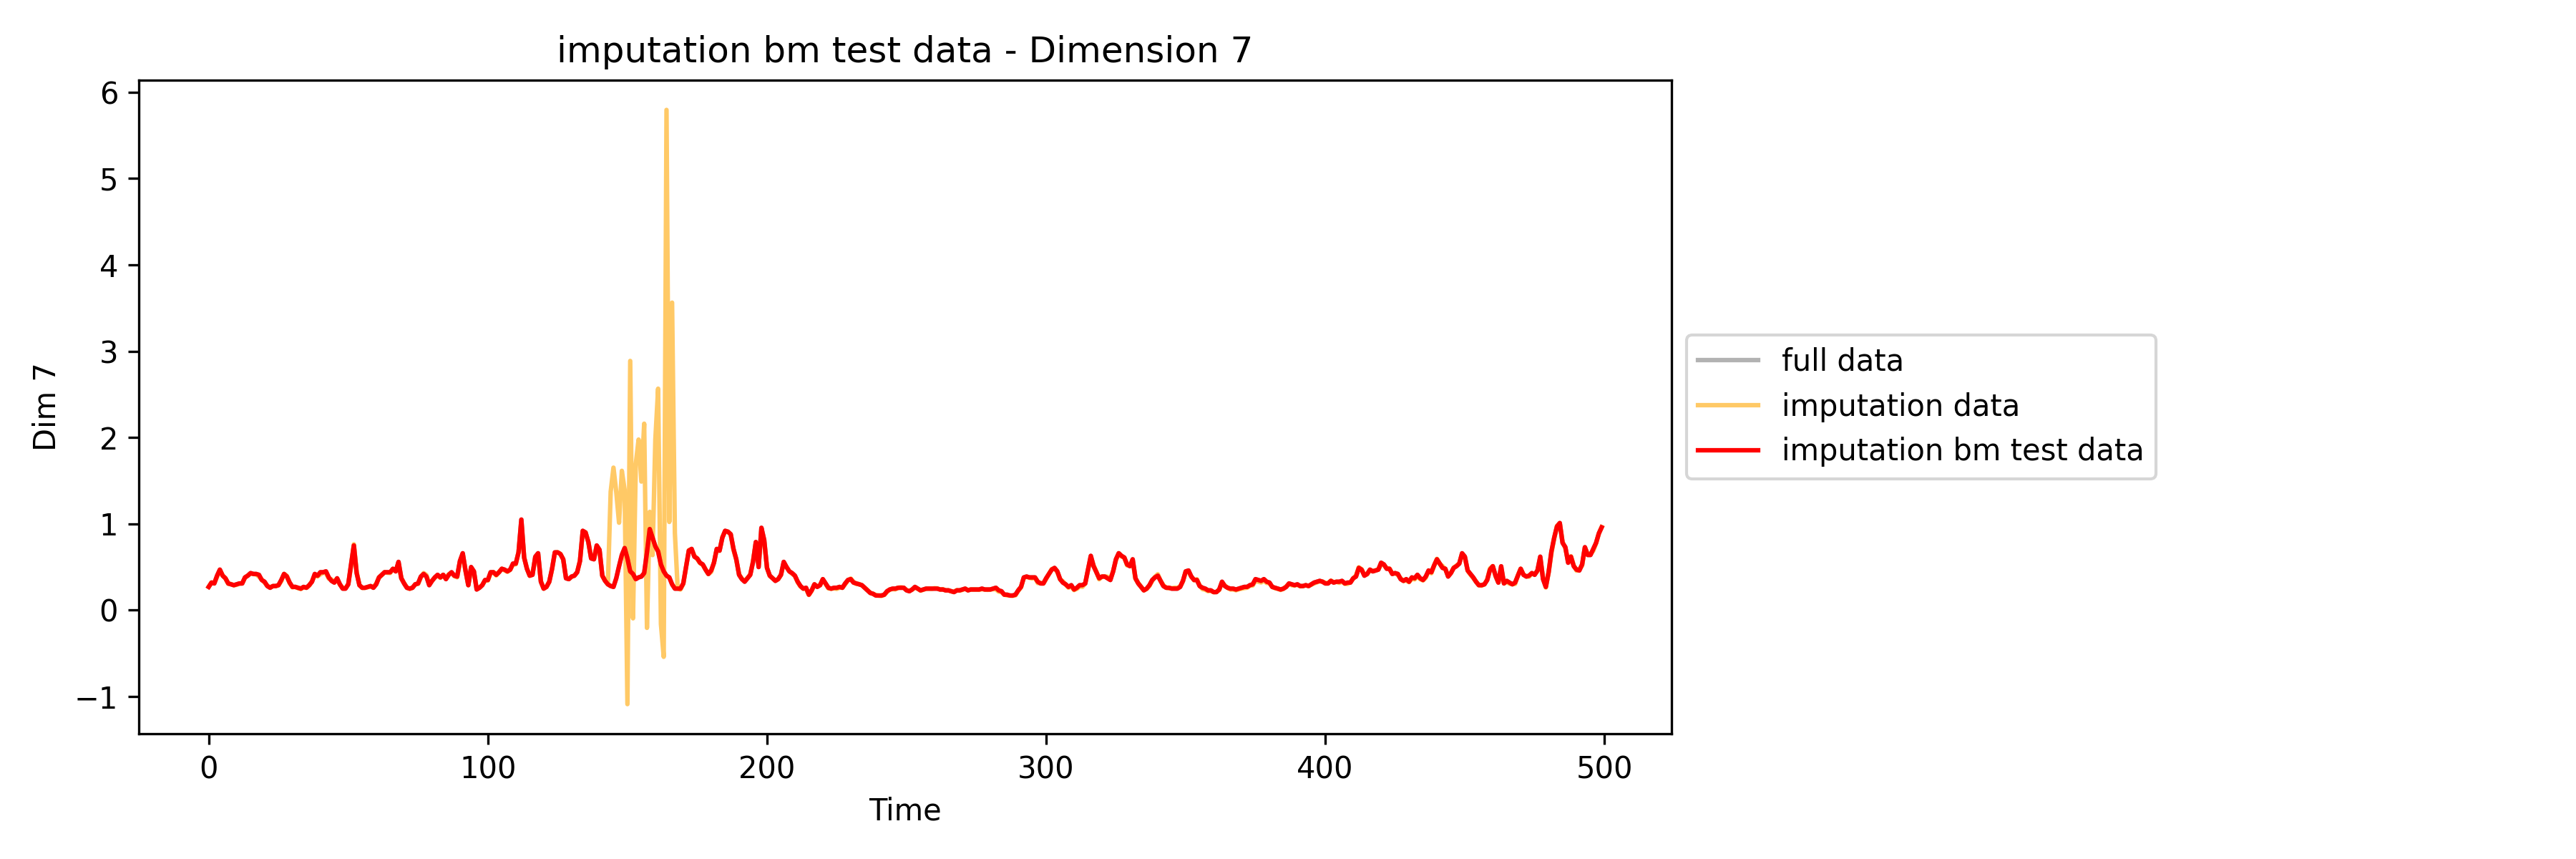 imputation bm test data - Dimension 7
6
5
4
3
2
1
0
−1
Dim 7
0 100 200 300 400 500
Time
full data
imputation data
imputation bm test data